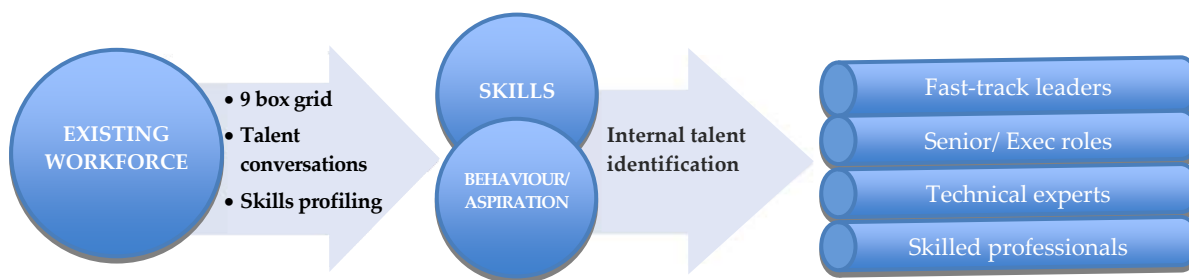 EXISTING
WORKFORCE
• 9 box grid
• Talent
conversations
• Skills profiling
SKILLS
BEHAVIOUR/
ASPIRATION
Internal talent
identification
Fast-track leaders
Senior/ Exec roles
Technical experts
Skilled professionals